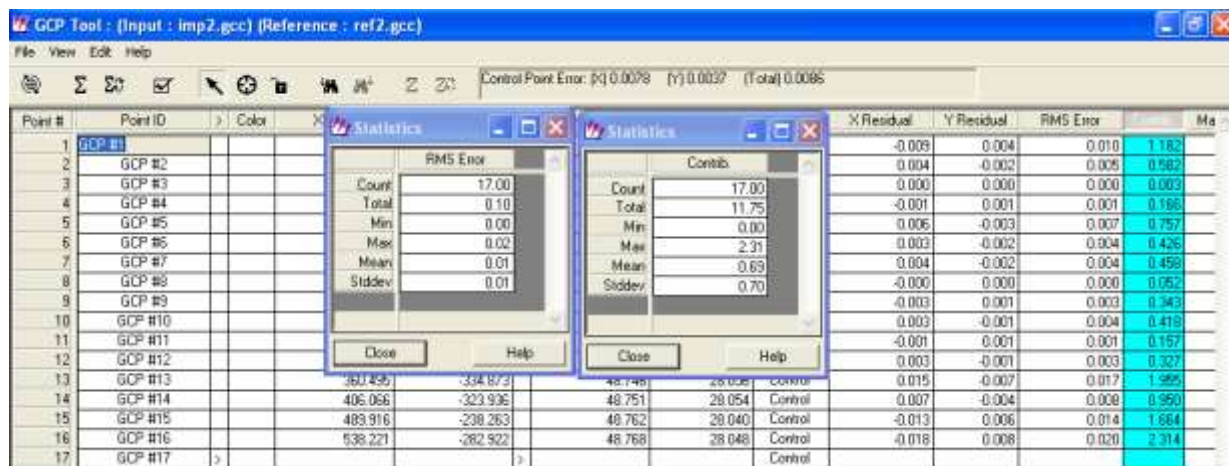 GCP Tool : (Input : imp2.gcc) (Reference : ref2.gcc)
File View Edit Help
Control Point Error: (X) 0.0078 (Y) 0.0037 (Total) 0.0086
Point # Point ID > Color X X Residual Y Residual RMS Error Ma
Statistics
RMS Error
Count 17.00
Total 0.10
Min 0.00
Max 0.02
Mean 0.01
Stddev 0.01
Close Help
Statistics
Contrib.
Count 17.00
Total 11.75
Min 0.00
Max 2.31
Mean 0.69
Stddev 0.70
Close Help
1 GCP #1 -0.009 0.004 0.010 1.182
2 GCP #2 0.004 -0.002 0.005 0.582
3 GCP #3 0.000 0.000 0.000 0.003
4 GCP #4 -0.001 0.001 0.001 0.166
5 GCP #5 0.006 -0.003 0.007 0.757
6 GCP #6 0.003 -0.002 0.004 0.426
7 GCP #7 0.004 -0.002 0.004 0.458
8 GCP #8 -0.000 0.000 0.000 0.052
9 GCP #9 -0.003 0.001 0.003 0.343
10 GCP #10 0.003 -0.001 0.004 0.418
11 GCP #11 -0.001 0.001 0.001 0.157
12 GCP #12 0.003 -0.001 0.003 0.327
13 GCP #13 360.495 -334.873 48.746 Control 0.015 -0.007 0.017 1.955
14 GCP #14 406.066 -323.936 48.751 28.054 Control 0.007 -0.004 0.008 0.950
15 GCP #15 489.916 -238.263 48.762 28.040 Control -0.013 0.006 0.014 1.664
16 GCP #16 538.221 -282.922 48.768 28.048 Control -0.018 0.008 0.020 2.314
17 GCP #17 > > Control